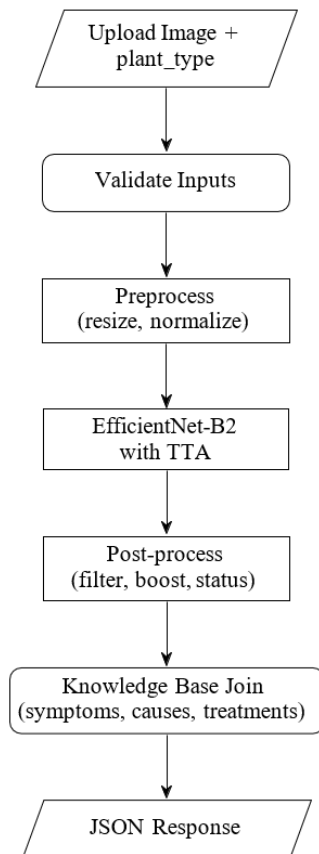 Upload Image +
plant_type
Validate Inputs
Preprocess
(resize, normalize)
EfficientNet-B2
with TTA
Post-process
(filter, boost, status)
Knowledge Base Join
(symptoms, causes, treatments)
JSON Response